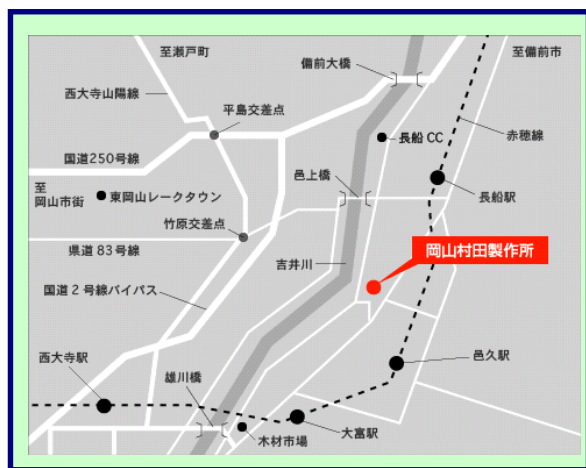 至瀬戸町
至備前市
備前大橋
西大寺山陽線
平島交差点
赤穂線
長船CC
国道250号線
邑上橋
至
岡山市街
東岡山レークタウン
長船駅
竹原交差点
県道83号線
岡山村田製作所
吉井川
国道2号線バイパス
西大寺駅
邑久駅
雄川橋
木材市場
大富駅